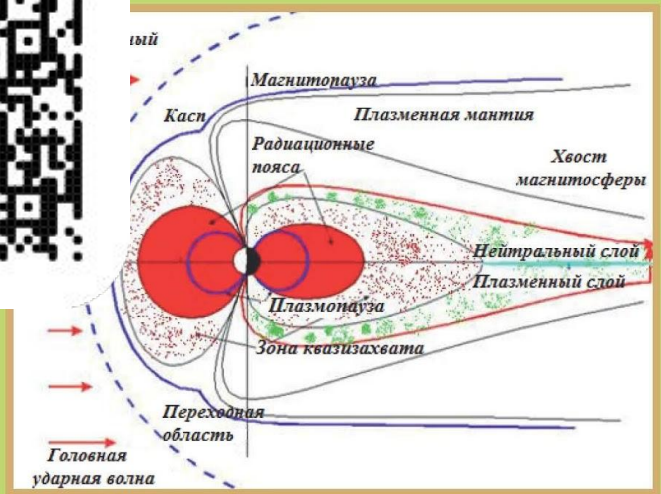 Магнитопауза
Касп
Плазменная мантия
Радиационные
пояса
Хвост
магнитосферы
Нейтральный слой
Плазменный слой
Плазмопауза
Зона квазизахвата
Переходная
область
Головная
ударная волна